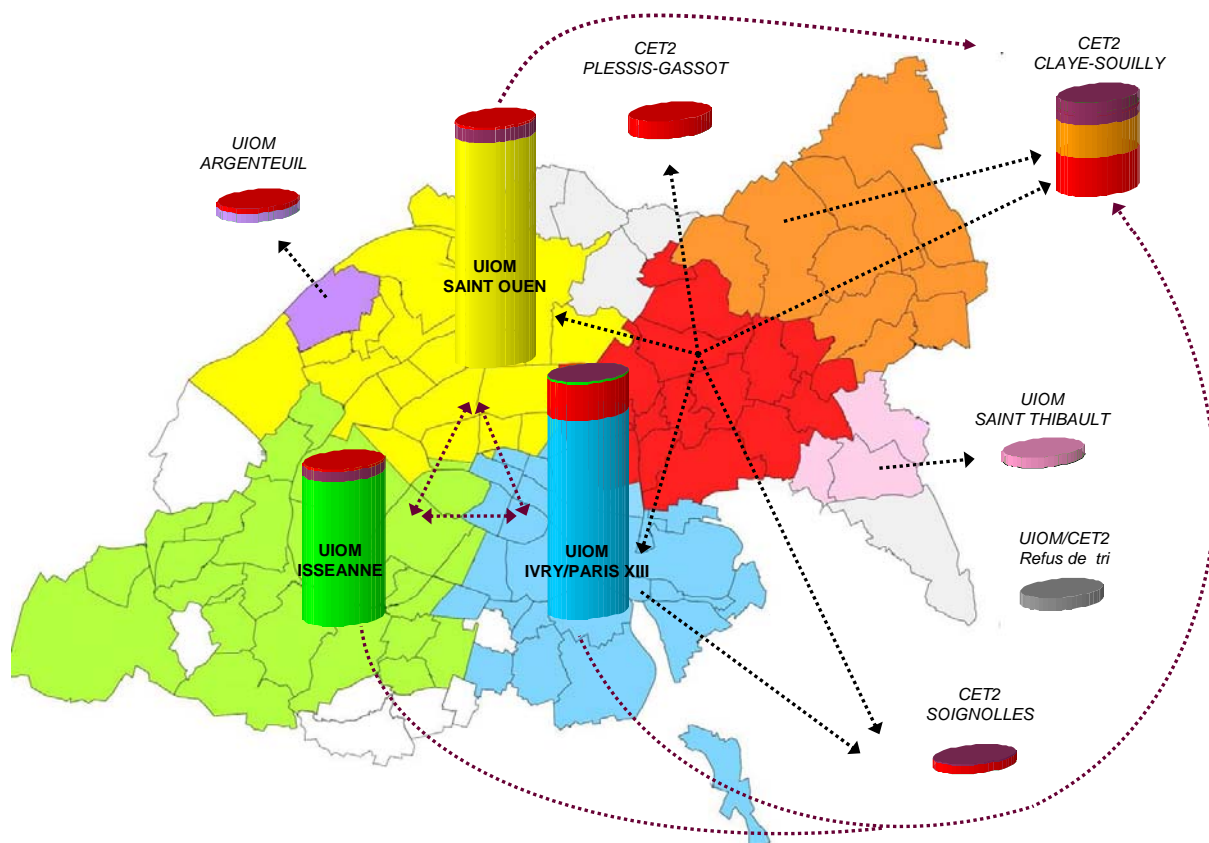 CET2
PLESSIS-GASSOT
CET2
CLAYE-SOUILLY
UIOM
ARGENTEUIL
UIOM
SAINT OUEN
UIOM
SAINT THIBAULT
UIOM
ISSEANNE
UIOM
IVRY/PARIS XIII
UIOM/CET2
Refus de tri
CET2
SOIGNOLLES